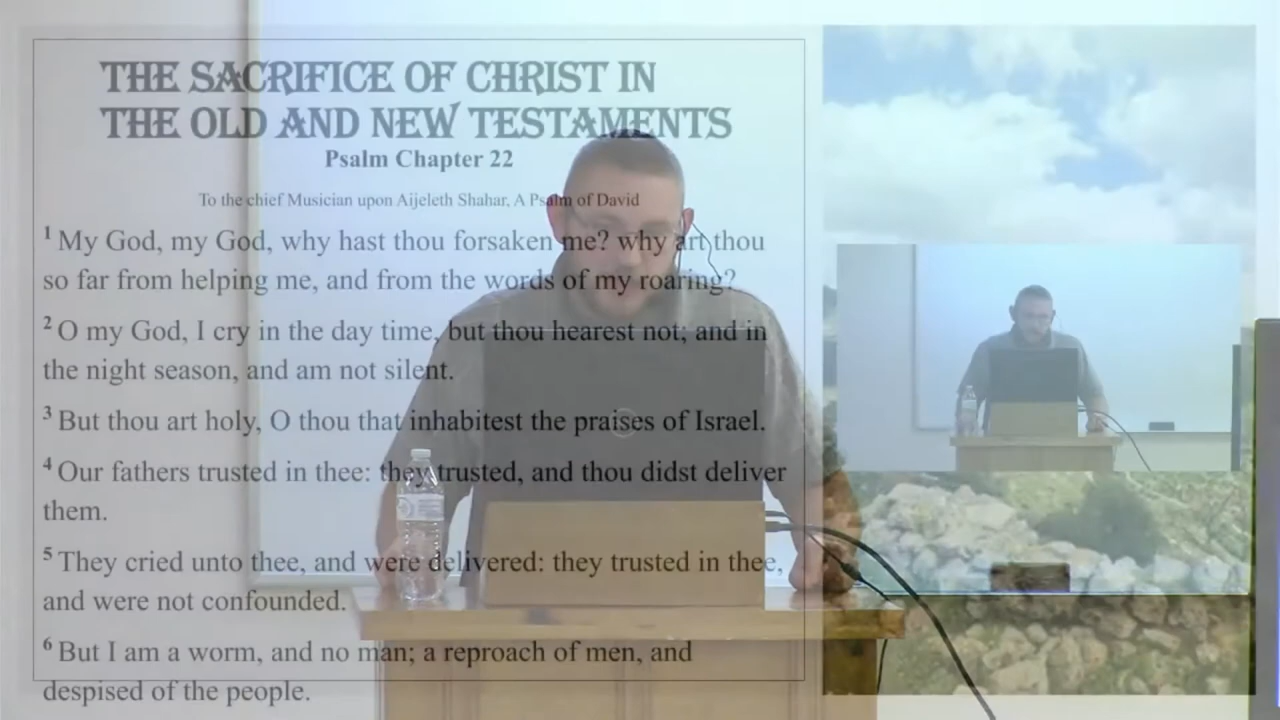 THE SACRIFICE OF CHRIST IN
THE OLD AND NEW TESTAMENTS
Psalm Chapter 22
To the chief Musician upon Aijeleth Shahar, A Psalm of David
1 My God, my God, why hast thou forsaken me? why art thou
so far from helping me, and from the words of my roaring?
2 O my God, I cry in the day time, but thou hearest not; and in
the night season, and am not silent.
3 But thou art holy, O thou that inhabitest the praises of Israel.
4 Our fathers trusted in thee: they trusted, and thou didst deliver
them.
5 They cried unto thee, and were delivered: they trusted in thee,
and were not confounded.
6 But I am a worm, and no man; a reproach of men, and
despised of the people.